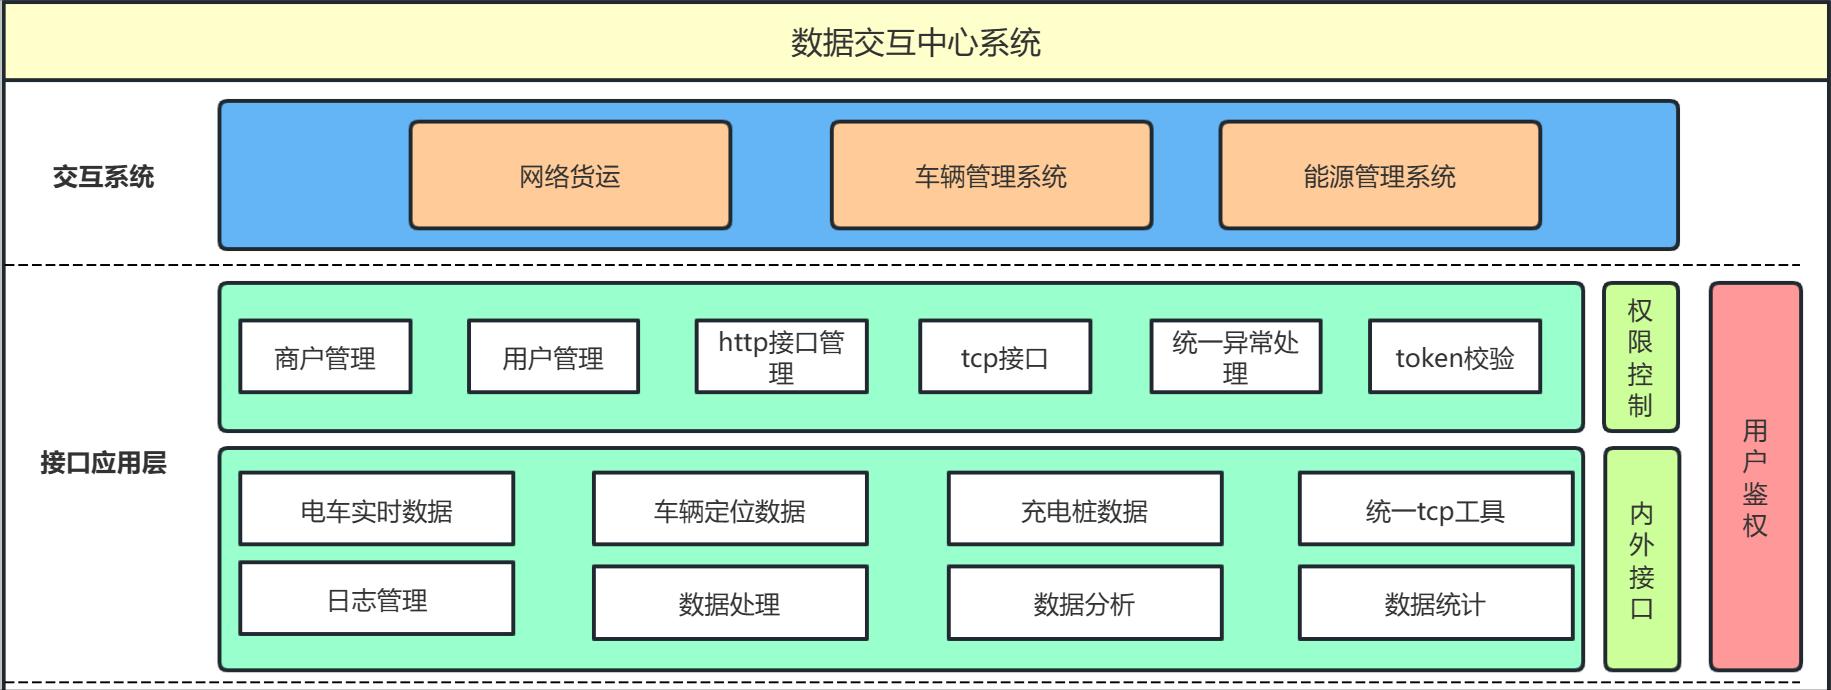 数据交互中心系统
交互系统
网络货运
车辆管理系统
能源管理系统
接口应用层
商户管理
用户管理
http接口管
理
tcp接口
统一异常处
理
token校验
权
限
控
制
电车实时数据
车辆定位数据
充电桩数据
统一tcp工具
日志管理
数据处理
数据分析
数据统计
内
外
接
口
用
户
鉴
权